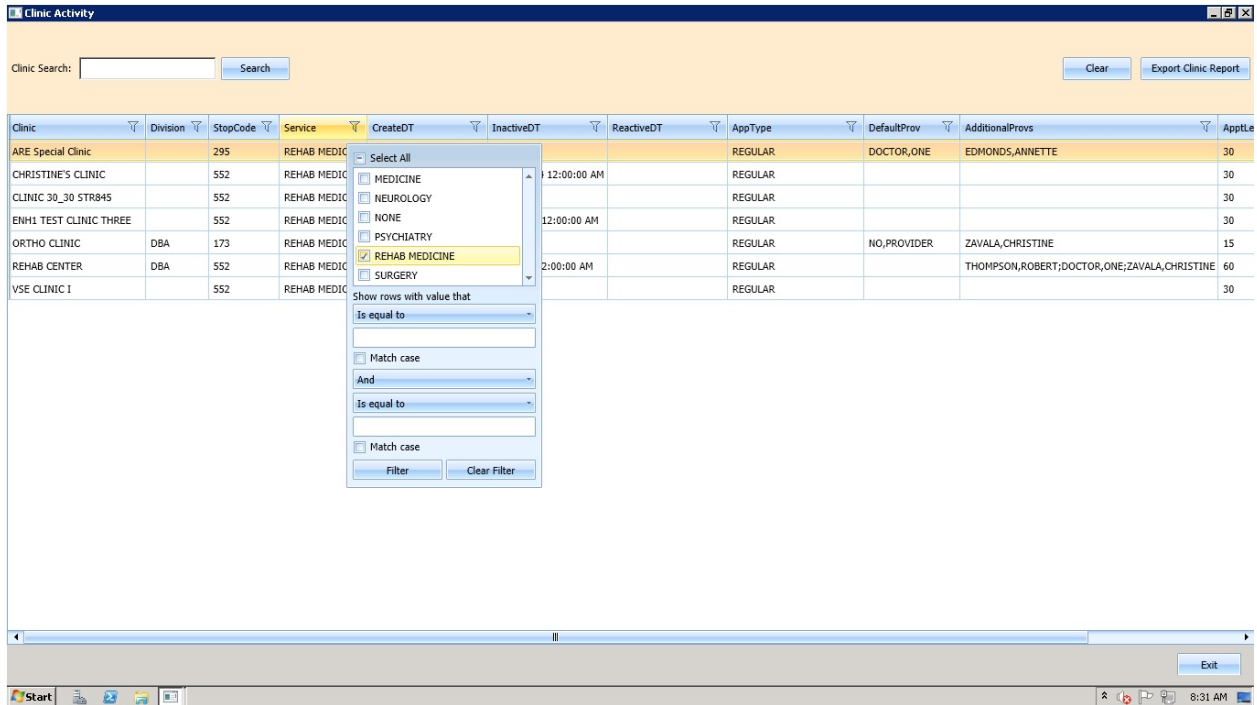 Clinic Activity
Clinic Search: Search Clear Export Clinic Report
Clinic Division StopCode Service CreateDT InactiveDT ReactiveDT AppType DefaultProv AdditionalProvs ApptLe
ARE Special Clinic 295 REHAB MEDIC REGULAR DOCTOR,ONE EDMONDS,ANNETTE 30
CHRISTINE'S CLINIC 552 REHAB MEDIC 12:00:00 AM REGULAR 30
CLINIC 30_30 STR845 552 REHAB MEDIC REGULAR 30
ENH1 TEST CLINIC THREE 552 REHAB MEDIC 12:00:00 AM REGULAR 30
ORTHO CLINIC DBA 173 REHAB MEDIC REGULAR NO,PROVIDER ZAVALA,CHRISTINE 15
REHAB CENTER DBA 552 REHAB MEDIC 2:00:00 AM REGULAR THOMPSON,ROBERT;DOCTOR,ONE;ZAVALA,CHRISTINE 60
VSE CLINIC I 552 REHAB MEDIC REGULAR 30
Select All
MEDICINE
NEUROLOGY
NONE
PSYCHIATRY
REHAB MEDICINE
SURGERY
Show rows with value that
Is equal to
Match case
And
Is equal to
Match case
Filter Clear Filter
Exit
Start 8:31 AM